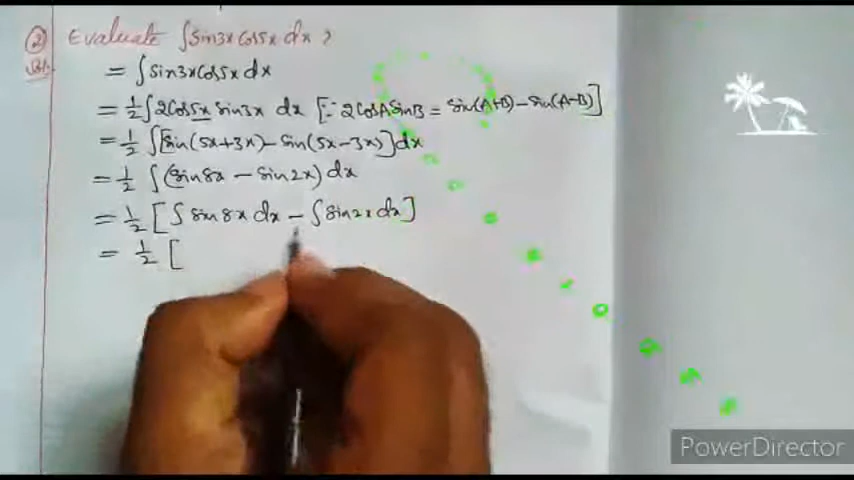 ② Evaluate ∫sin3x cos5x dx ?
Sol. = ∫sin3x cos5x dx
= 1/2 ∫2cos5x sin3x dx [∵ 2cosA sinB = sin(A+B) - sin(A-B)]
= 1/2 ∫[sin(5x+3x) - sin(5x-3x)]dx
= 1/2 ∫(sin8x - sin2x) dx
= 1/2 [∫sin8x dx - ∫sin2x dx]
= 1/2 [
PowerDirector